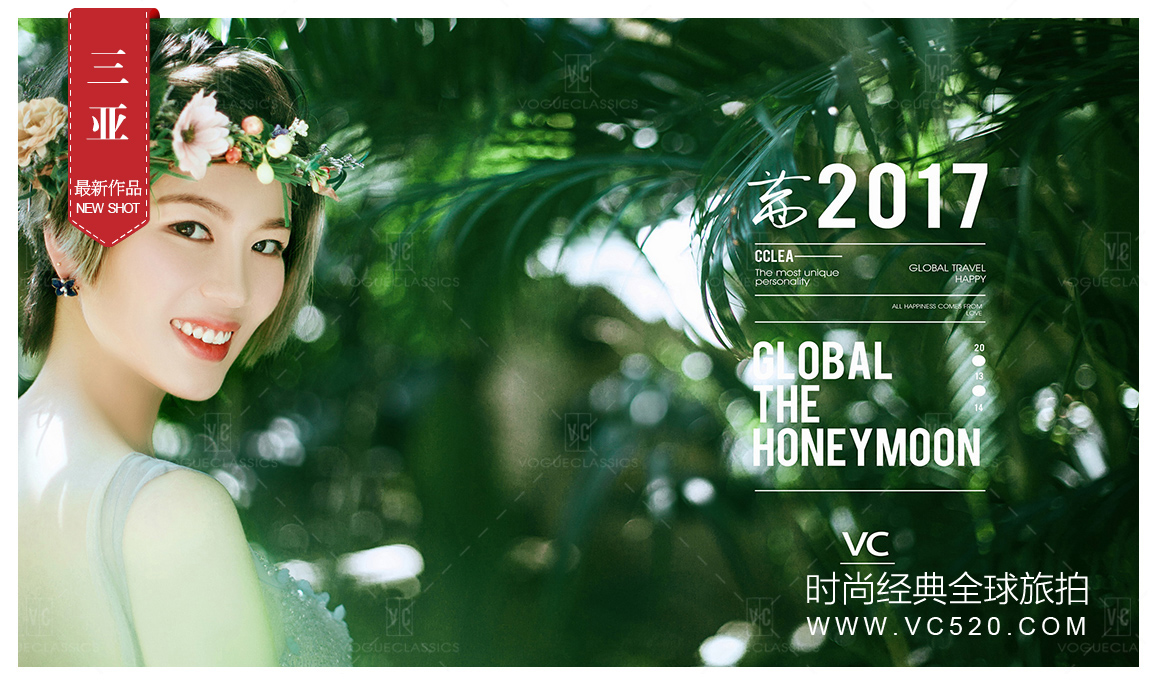 三
亚
最新作品
NEW SHOT
2017
CCLEA
The most unique
personality
GLOBAL TRAVEL
HAPPY
ALL HAPPINESS COMES FROM
LOVE
GLOBAL
THE
HONEYMOON
20
13
14
VC
时尚经典全球旅拍
WWW.VC520.COM
VC
VOGUECLASSICS